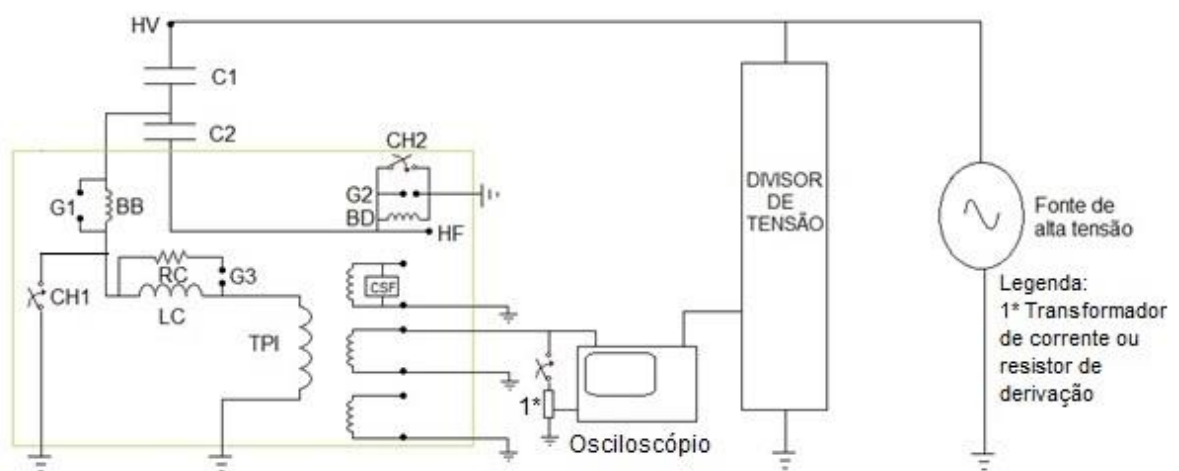 HV
C1
C2
CH2
G1
BB
G2
BD
HF
RC
G3
CSF
CH1
LC
TPI
1*
Osciloscópio
DIVISOR
DE
TENSÃO
Fonte de
alta tensão
Legenda:
1* Transformador
de corrente ou
resistor de
derivação